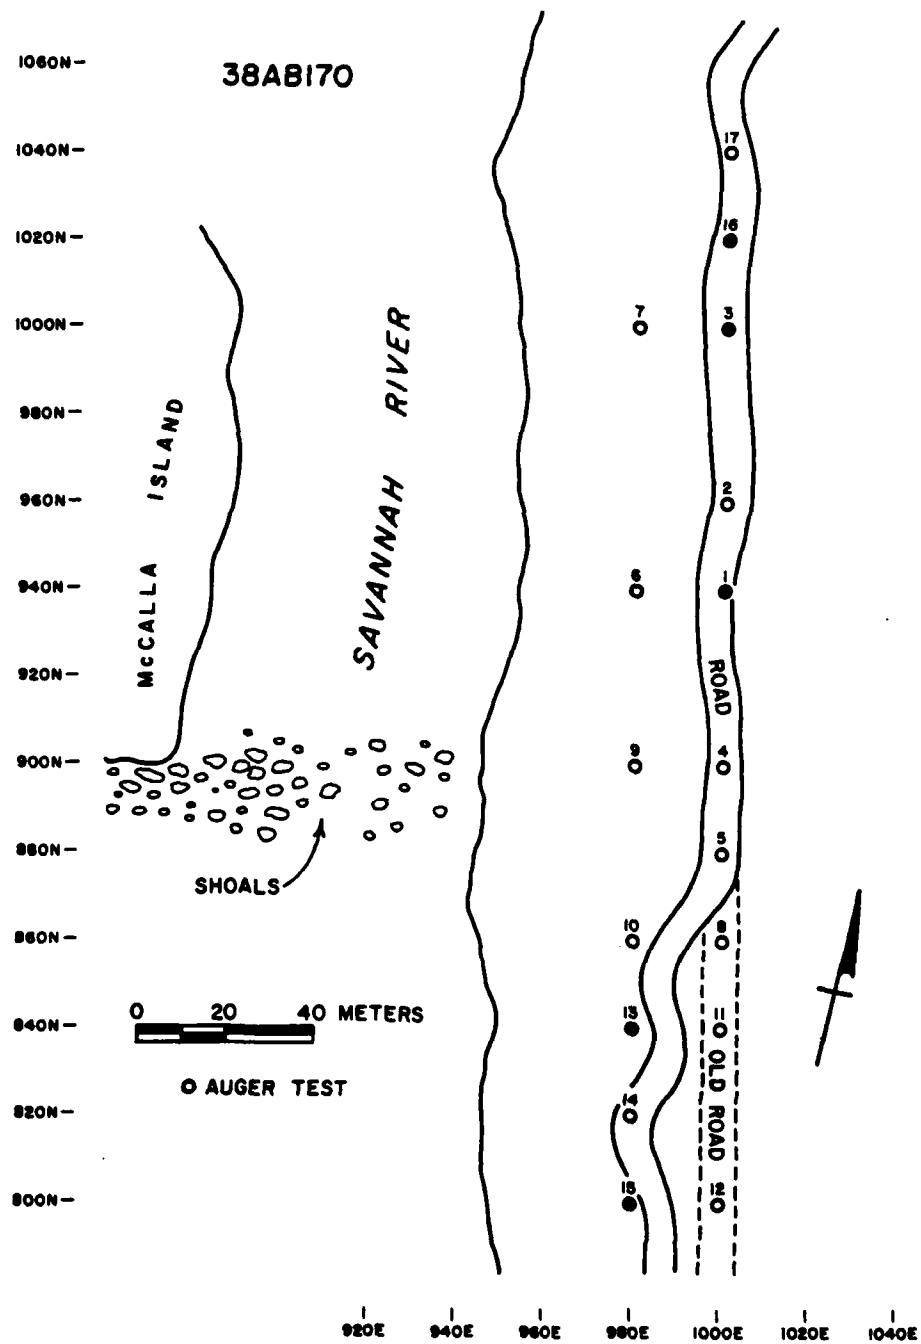 38AB170
1060N
1040N
1020N
1000N
980N
960N
940N
920N
900N
880N
860N
840N
820N
800N
McCALLA ISLAND
SAVANNAH RIVER
SHOALS
0 20 40 METERS
AUGER TEST
17
16
3
7
2
6
1
ROAD
9
4
5
10
8
13
11
OLD ROAD
14
15
12
920E 940E 960E 980E 1000E 1020E 1040E